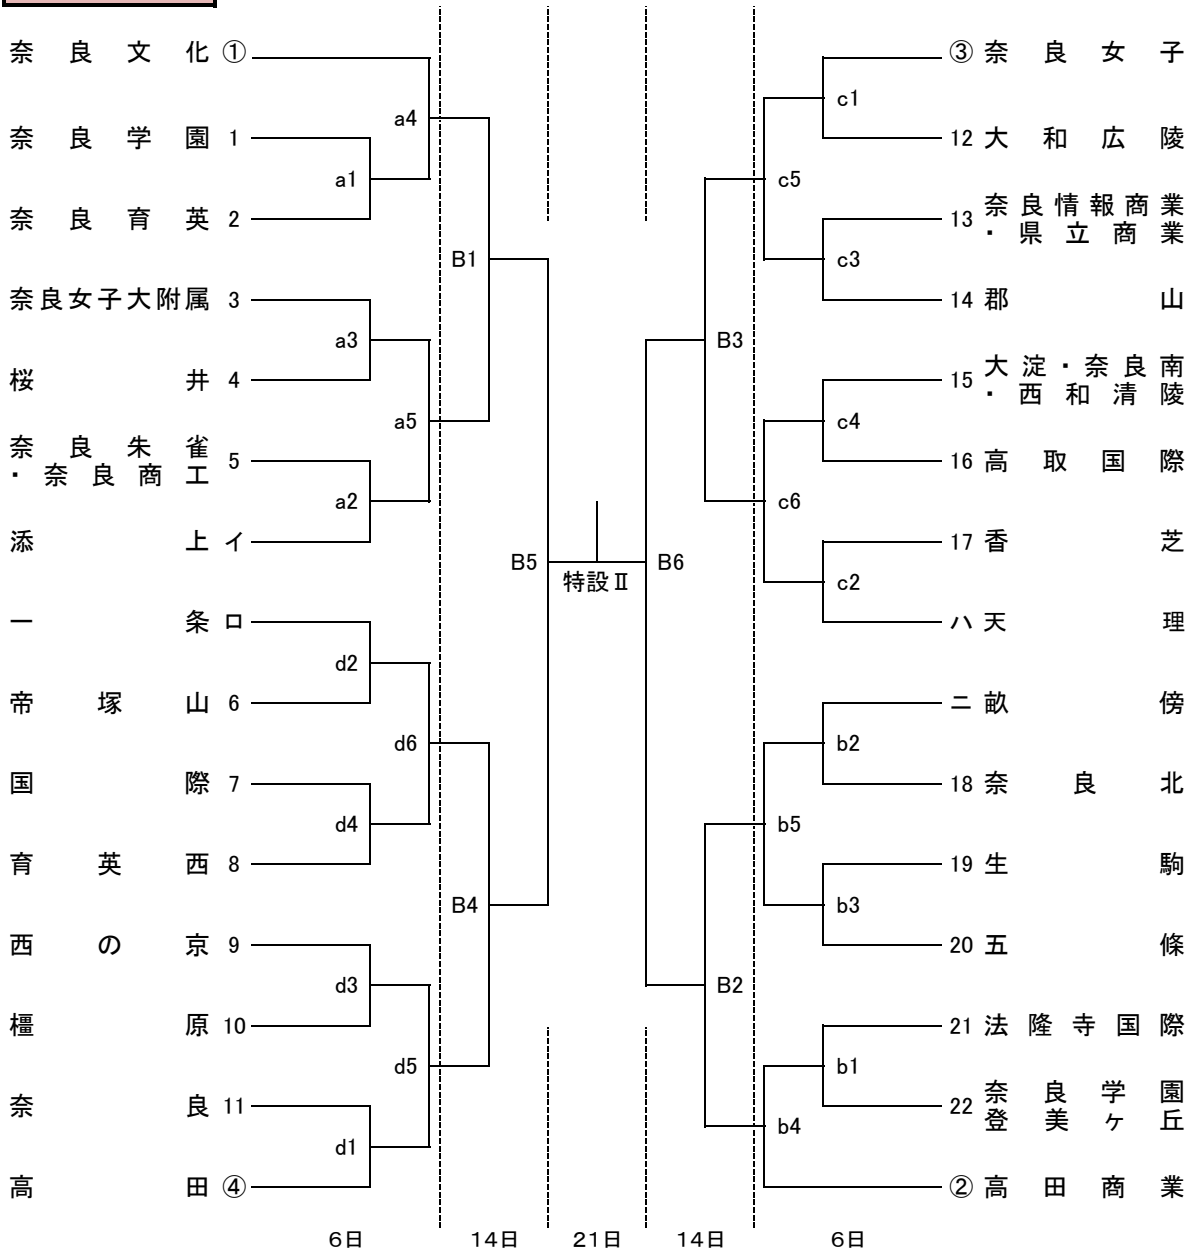 奈良文化 ①
a4
奈良学園 1
a1
奈良育英 2
B1
奈良女子大附属 3
a3
桜井 4
a5
奈良朱雀
・奈良商工 5
a2
添上 イ
B5
特設Ⅱ
一条 ロ
d2
帝塚山 6
d6
国際 7
d4
育英西 8
B4
西の京 9
d3
橿原 10
d5
奈良 11
d1
高田 ④
③ 奈良女子
c1
12 大和広陵
c5
13 奈良情報商業
・県立商業
c3
14 郡山
B3
15 大淀・奈良南
・西和清陵
c4
16 高取国際
c6
17 香芝
c2
ハ 天理
B6
ニ 畝傍
b2
18 奈良北
b5
19 生駒
b3
20 五條
B2
21 法隆寺国際
b1
22 奈良学園
登美ヶ丘
b4
② 高田商業
6日 14日 21日 14日 6日